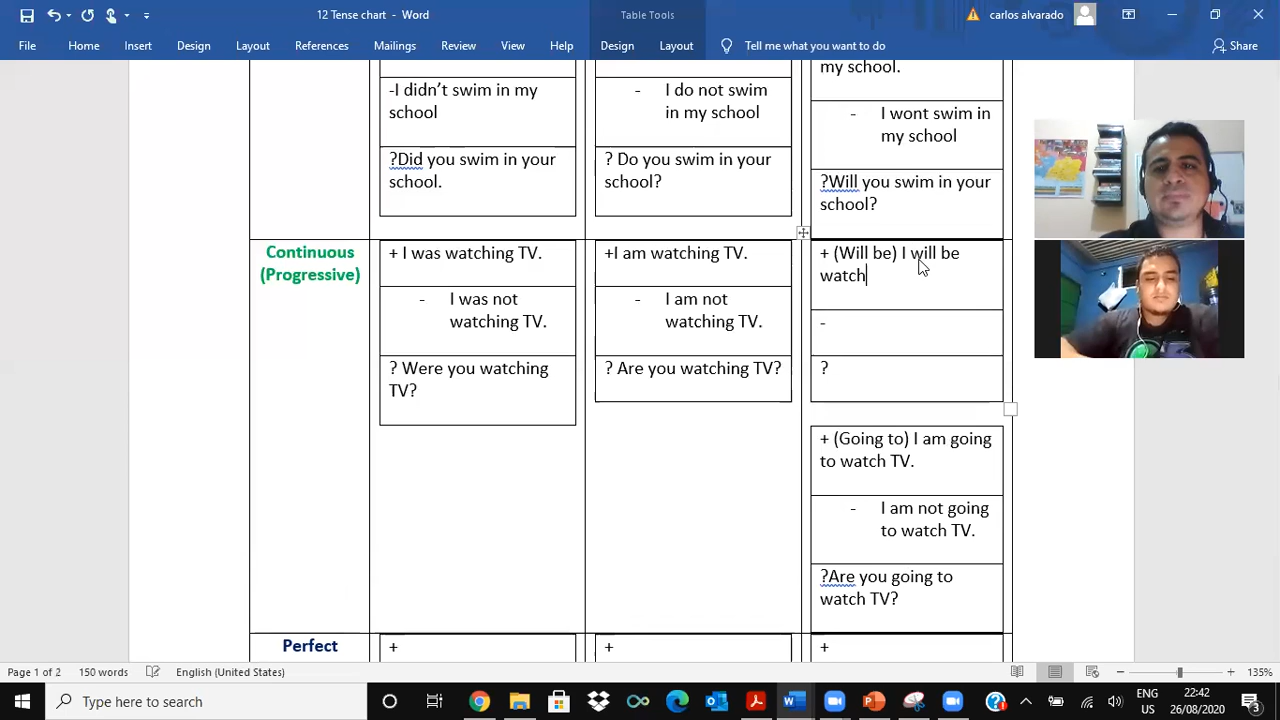 12 Tense chart - Word
Table Tools
carlos alvarado
File Home Insert Design Layout References Mailings Review View Help Design Layout Tell me what you want to do Share
my school.
-I didn’t swim in my
school
- I do not swim
in my school
- I wont swim in
my school
?Did you swim in your
school.
? Do you swim in your
school?
?Will you swim in your
school?
Continuous
(Progressive)
+ I was watching TV.
- I was not
watching TV.
? Were you watching
TV?
+I am watching TV.
- I am not
watching TV.
? Are you watching TV?
+ (Will be) I will be
watch
-
?
+ (Going to) I am going
to watch TV.
- I am not going
to watch TV.
?Are you going to
watch TV?
Perfect
+
+
+
Page 1 of 2 150 words English (United States) 135%
Type here to search
ENG
US
22:42
26/08/2020
3